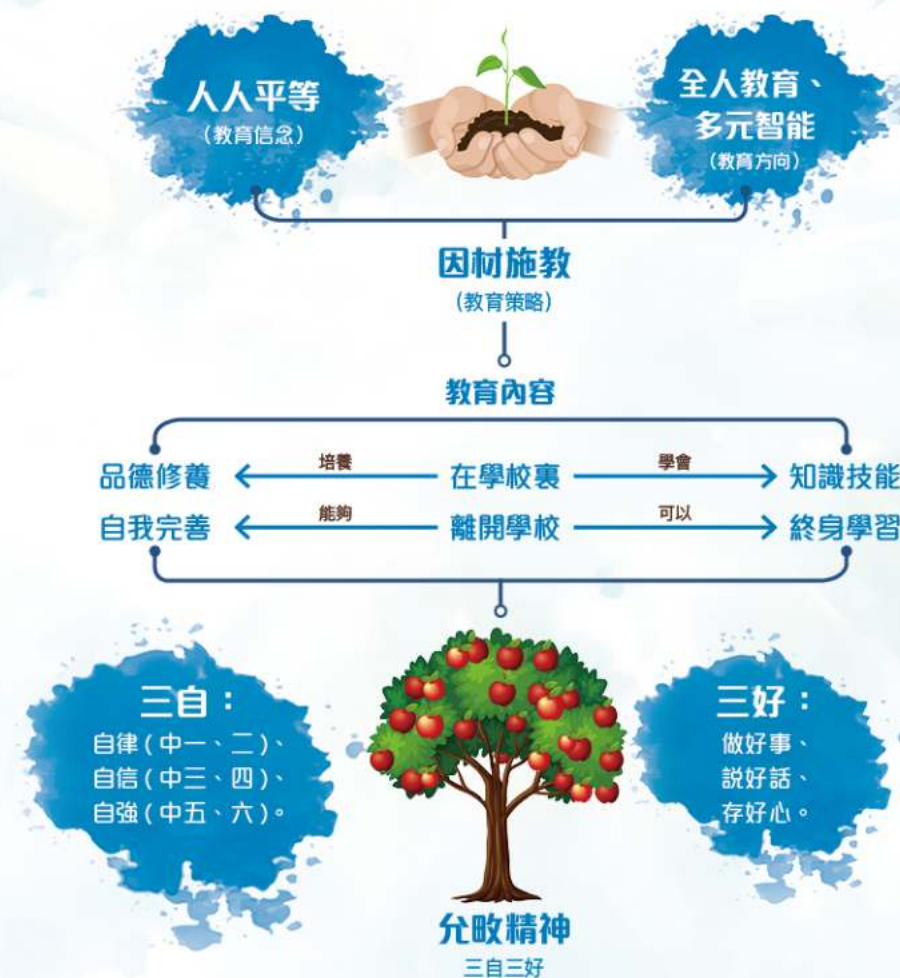 人人平等
（教育信念）
全人教育、
多元智能
（教育方向）
因材施教
（教育策略）
教育內容
品德修養 培養 在學校裏 學會 知識技能
自我完善 能夠 離開學校 可以 終身學習
三自：
自律（中一、二）、
自信（中三、四）、
自強（中五、六）。
三好：
做好事、
説好話、
存好心。
允畋精神
三自三好